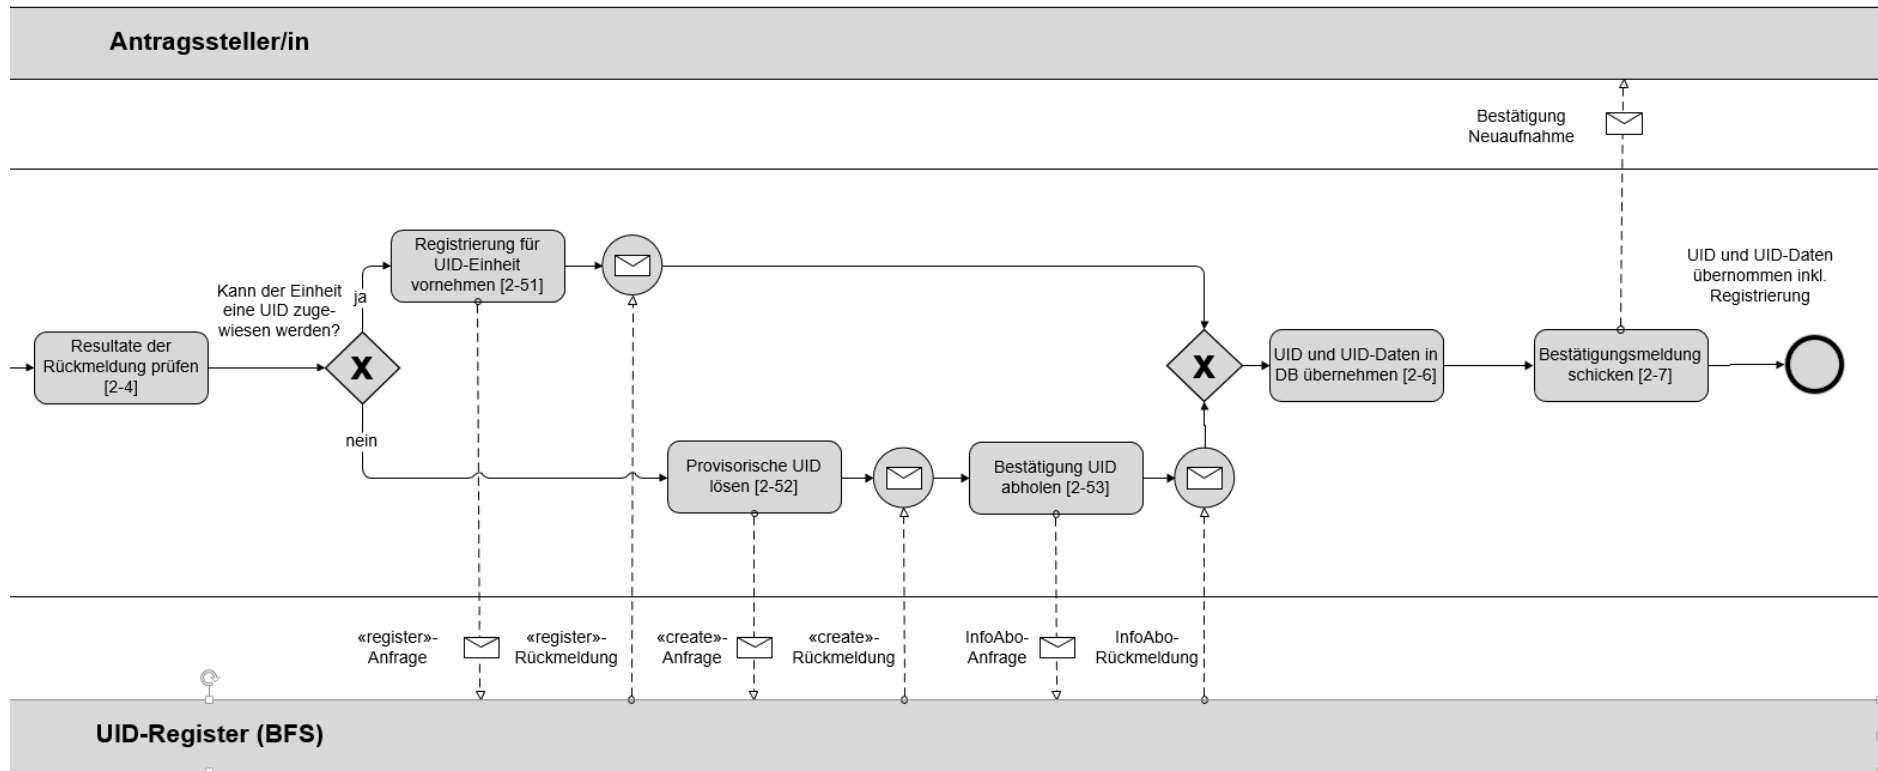 Antragssteller/in
Bestätigung
Neuaufnahme
Registrierung für
UID-Einheit
vornehmen [2-51]
UID und UID-Daten
übernommen inkl.
Registrierung
Kann der Einheit
eine UID zuge-
wiesen werden?
ja
Resultate der
Rückmeldung prüfen
[2-4]
X
X
UID und UID-Daten in
DB übernehmen [2-6]
Bestätigungsmeldung
schicken [2-7]
nein
Provisorische UID
lösen [2-52]
Bestätigung UID
abholen [2-53]
«register»-
Anfrage
«register»-
Rückmeldung
«create»-
Anfrage
«create»-
Rückmeldung
InfoAbo-
Anfrage
InfoAbo-
Rückmeldung
UID-Register (BFS)